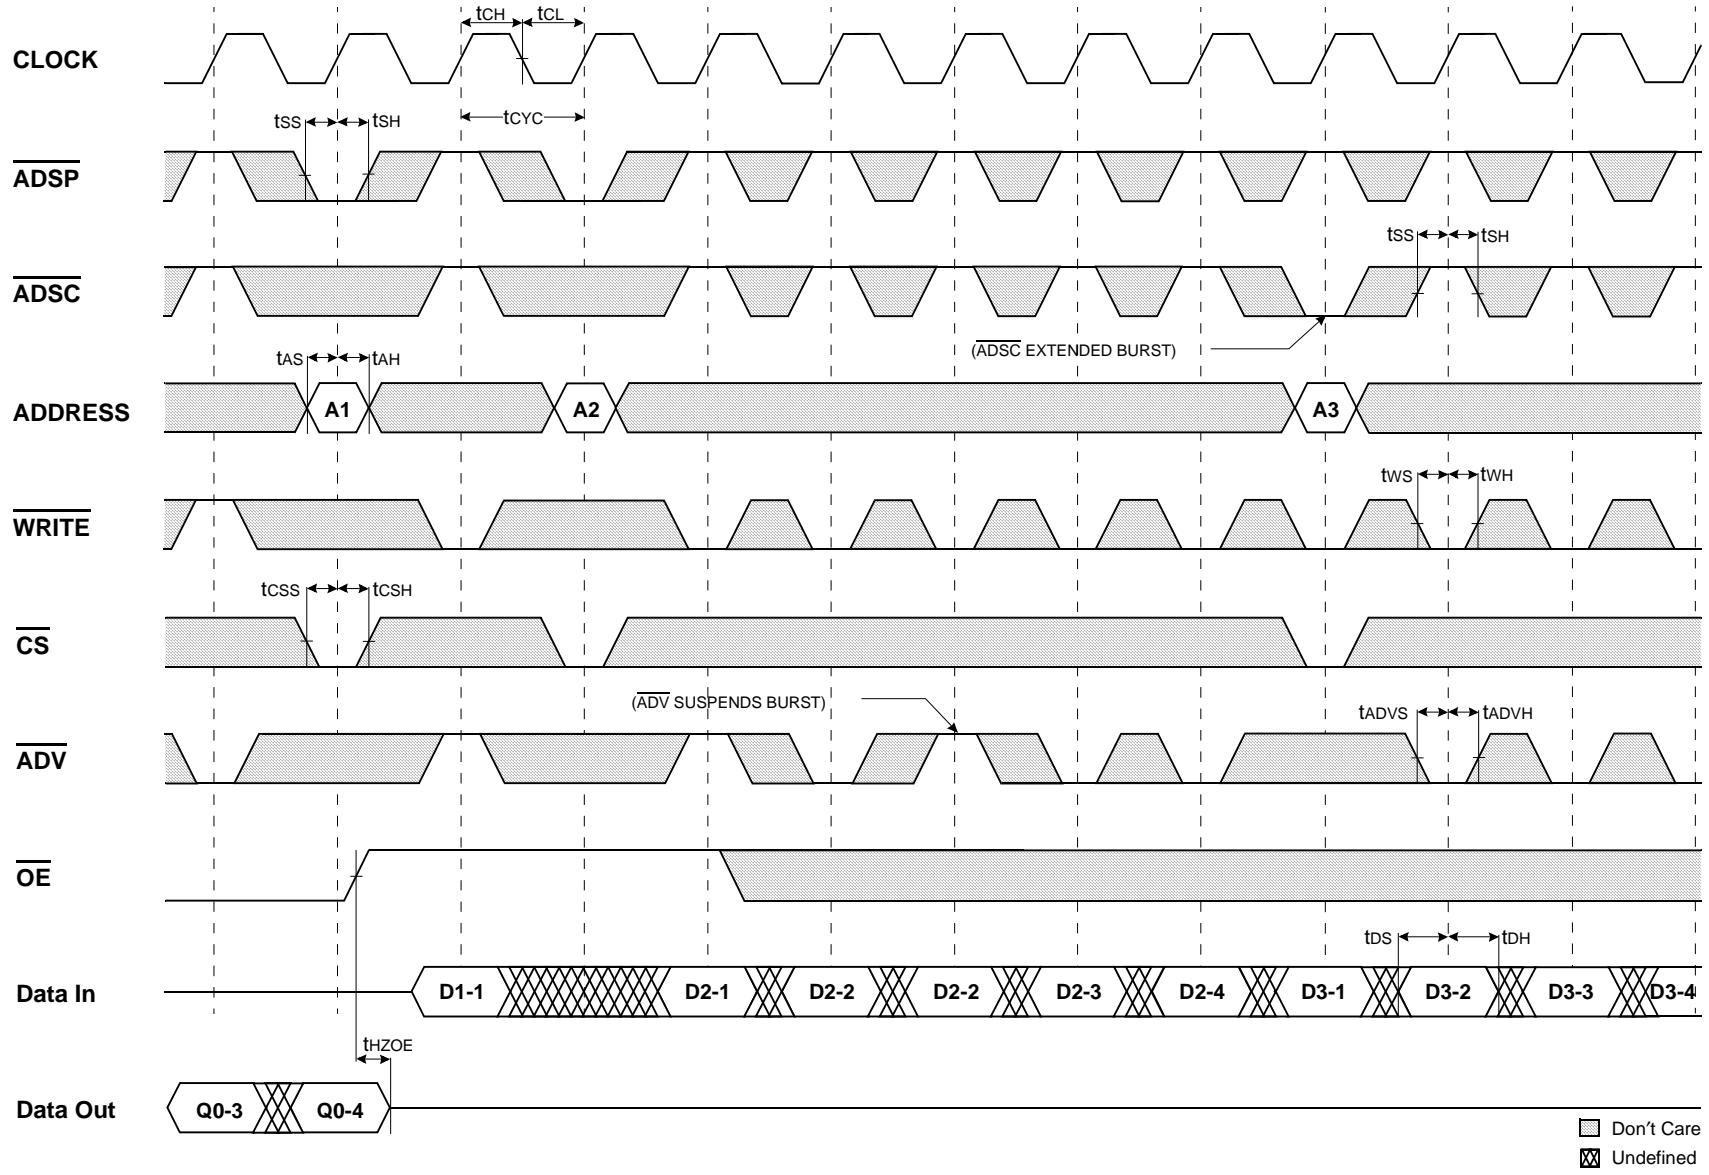 tCH tCL
CLOCK
tCYC
tSS tSH
ADSP
tSS tSH
ADSC
(ADSC EXTENDED BURST)
tAS tAH
ADDRESS A1 A2 A3
tWS tWH
WRITE
tCSS tCSH
CS
(ADV SUSPENDS BURST)
tADVS tADVH
ADV
OE
tDS tDH
Data In D1-1 D2-1 D2-2 D2-2 D2-3 D2-4 D3-1 D3-2 D3-3 D3-4
tHZOE
Data Out Q0-3 Q0-4
Don't Care
Undefined